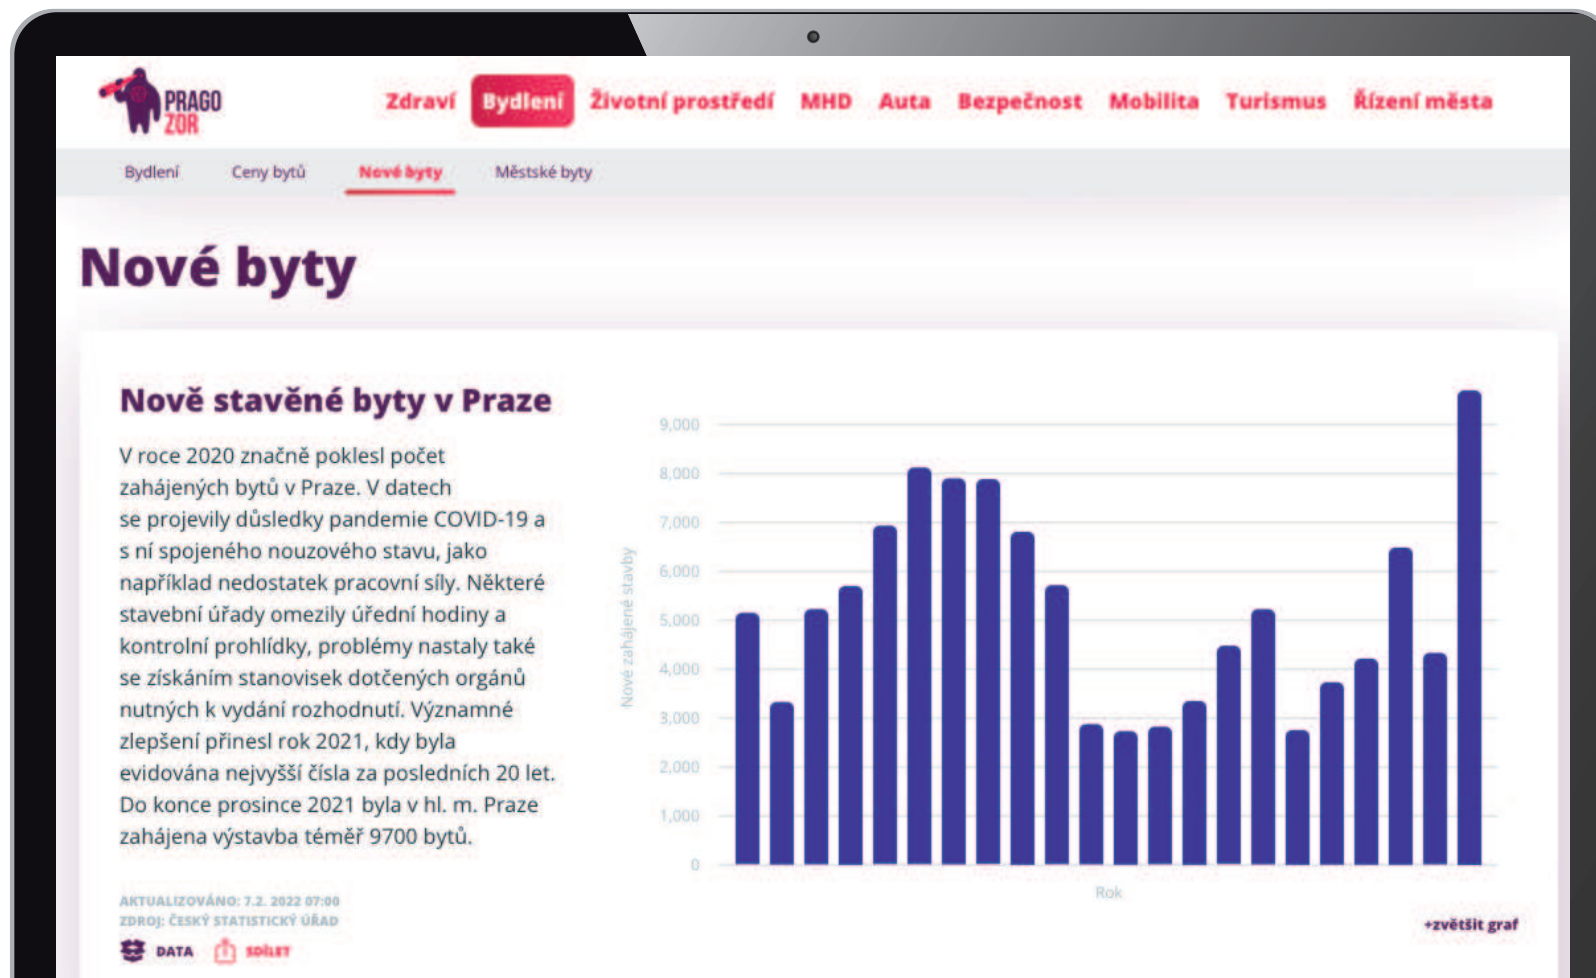 PRAGO
ZOR
Zdraví Bydlení Životní prostředí MHD Auta Bezpečnost Mobilita Turismus Řízení města
Bydlení Ceny bytů Nové byty Městské byty
Nové byty
Nově stavěné byty v Praze
V roce 2020 značně poklesl počet
zahájených bytů v Praze. V datech
se projevily důsledky pandemie COVID-19 a
s ní spojeného nouzového stavu, jako
například nedostatek pracovní síly. Některé
stavební úřady omezily úřední hodiny a
kontrolní prohlídky, problémy nastaly také
se získáním stanovisek dotčených orgánů
nutných k vydání rozhodnutí. Významné
zlepšení přinesl rok 2021, kdy byla
evidována nejvyšší čísla za posledních 20 let.
Do konce prosince 2021 byla v hl. m. Praze
zahájena výstavba téměř 9700 bytů.
AKTUALIZOVÁNO: 7.2. 2022 07:00
ZDROJ: ČESKÝ STATISTICKÝ ÚŘAD
DATA SDÍLET
Nové zahájené stavby
9,000
8,000
7,000
6,000
5,000
4,000
3,000
2,000
1,000
0
Rok
+zvětšit graf